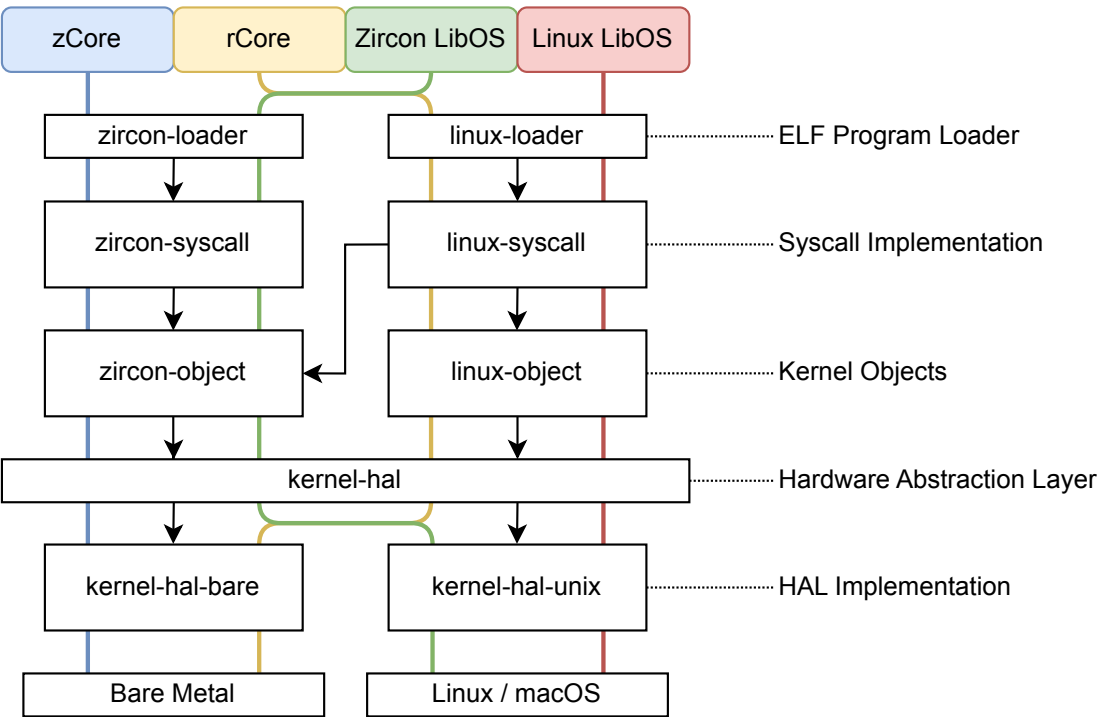 zCore
rCore
Zircon LibOS
Linux LibOS
zircon-loader
linux-loader
ELF Program Loader
zircon-syscall
linux-syscall
Syscall Implementation
zircon-object
linux-object
Kernel Objects
kernel-hal
Hardware Abstraction Layer
kernel-hal-bare
kernel-hal-unix
HAL Implementation
Bare Metal
Linux / macOS